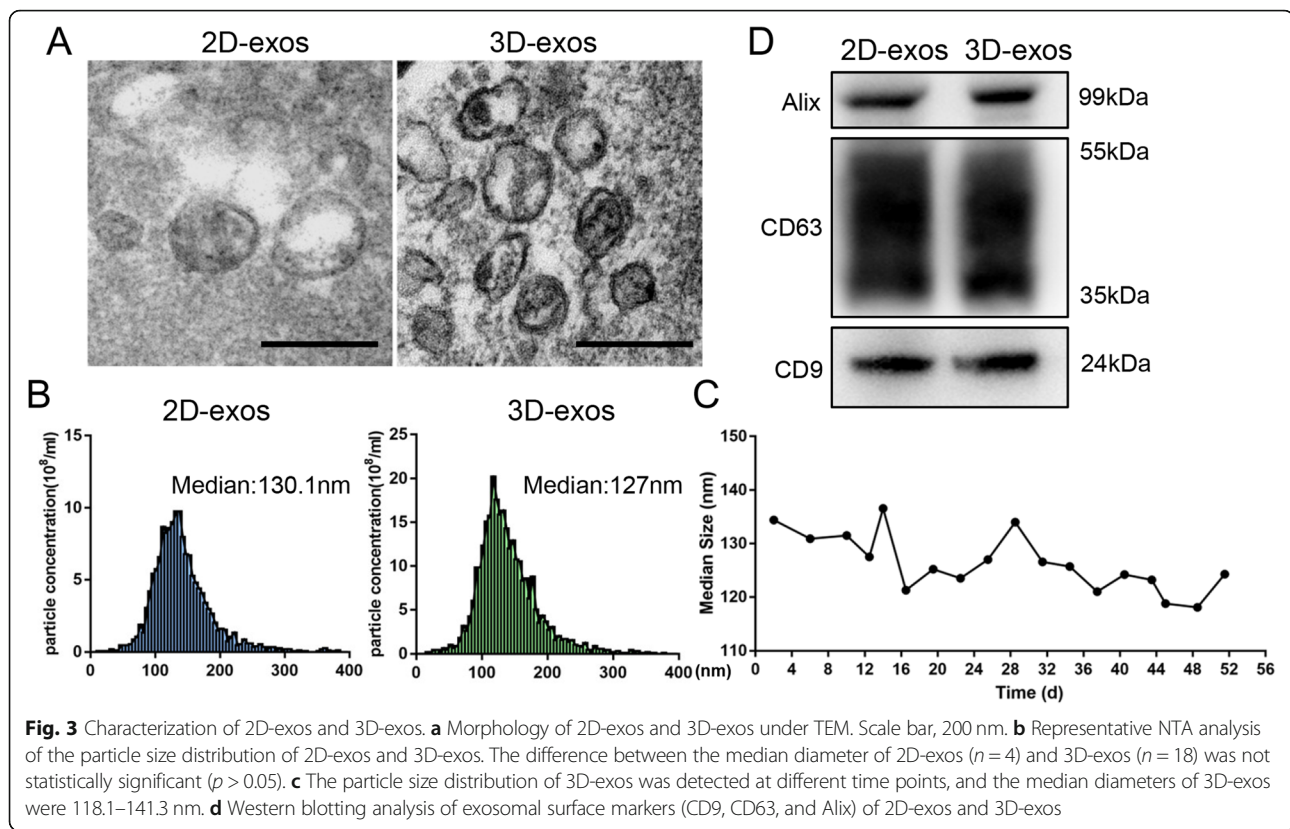 A
2D-exos
3D-exos
D
2D-exos 3D-exos
Alix
99kDa
CD63
55kDa
35kDa
CD9
24kDa
B
2D-exos
3D-exos
particle concentration(10⁸/ml)
15
10
5
0
Median:130.1nm
0 100 200 300 400
particle concentration(10⁸/ml)
25
20
15
10
5
0
Median:127nm
0 100 200 300 400 (nm)
C
Median Size (nm)
150
140
130
120
110
0 4 8 12 16 20 24 28 32 36 40 44 48 52 56
Time (d)
Fig. 3 Characterization of 2D-exos and 3D-exos. a Morphology of 2D-exos and 3D-exos under TEM. Scale bar, 200 nm. b Representative NTA analysis
of the particle size distribution of 2D-exos and 3D-exos. The difference between the median diameter of 2D-exos (n = 4) and 3D-exos (n = 18) was not
statistically significant (p > 0.05). c The particle size distribution of 3D-exos was detected at different time points, and the median diameters of 3D-exos
were 118.1–141.3 nm. d Western blotting analysis of exosomal surface markers (CD9, CD63, and Alix) of 2D-exos and 3D-exos